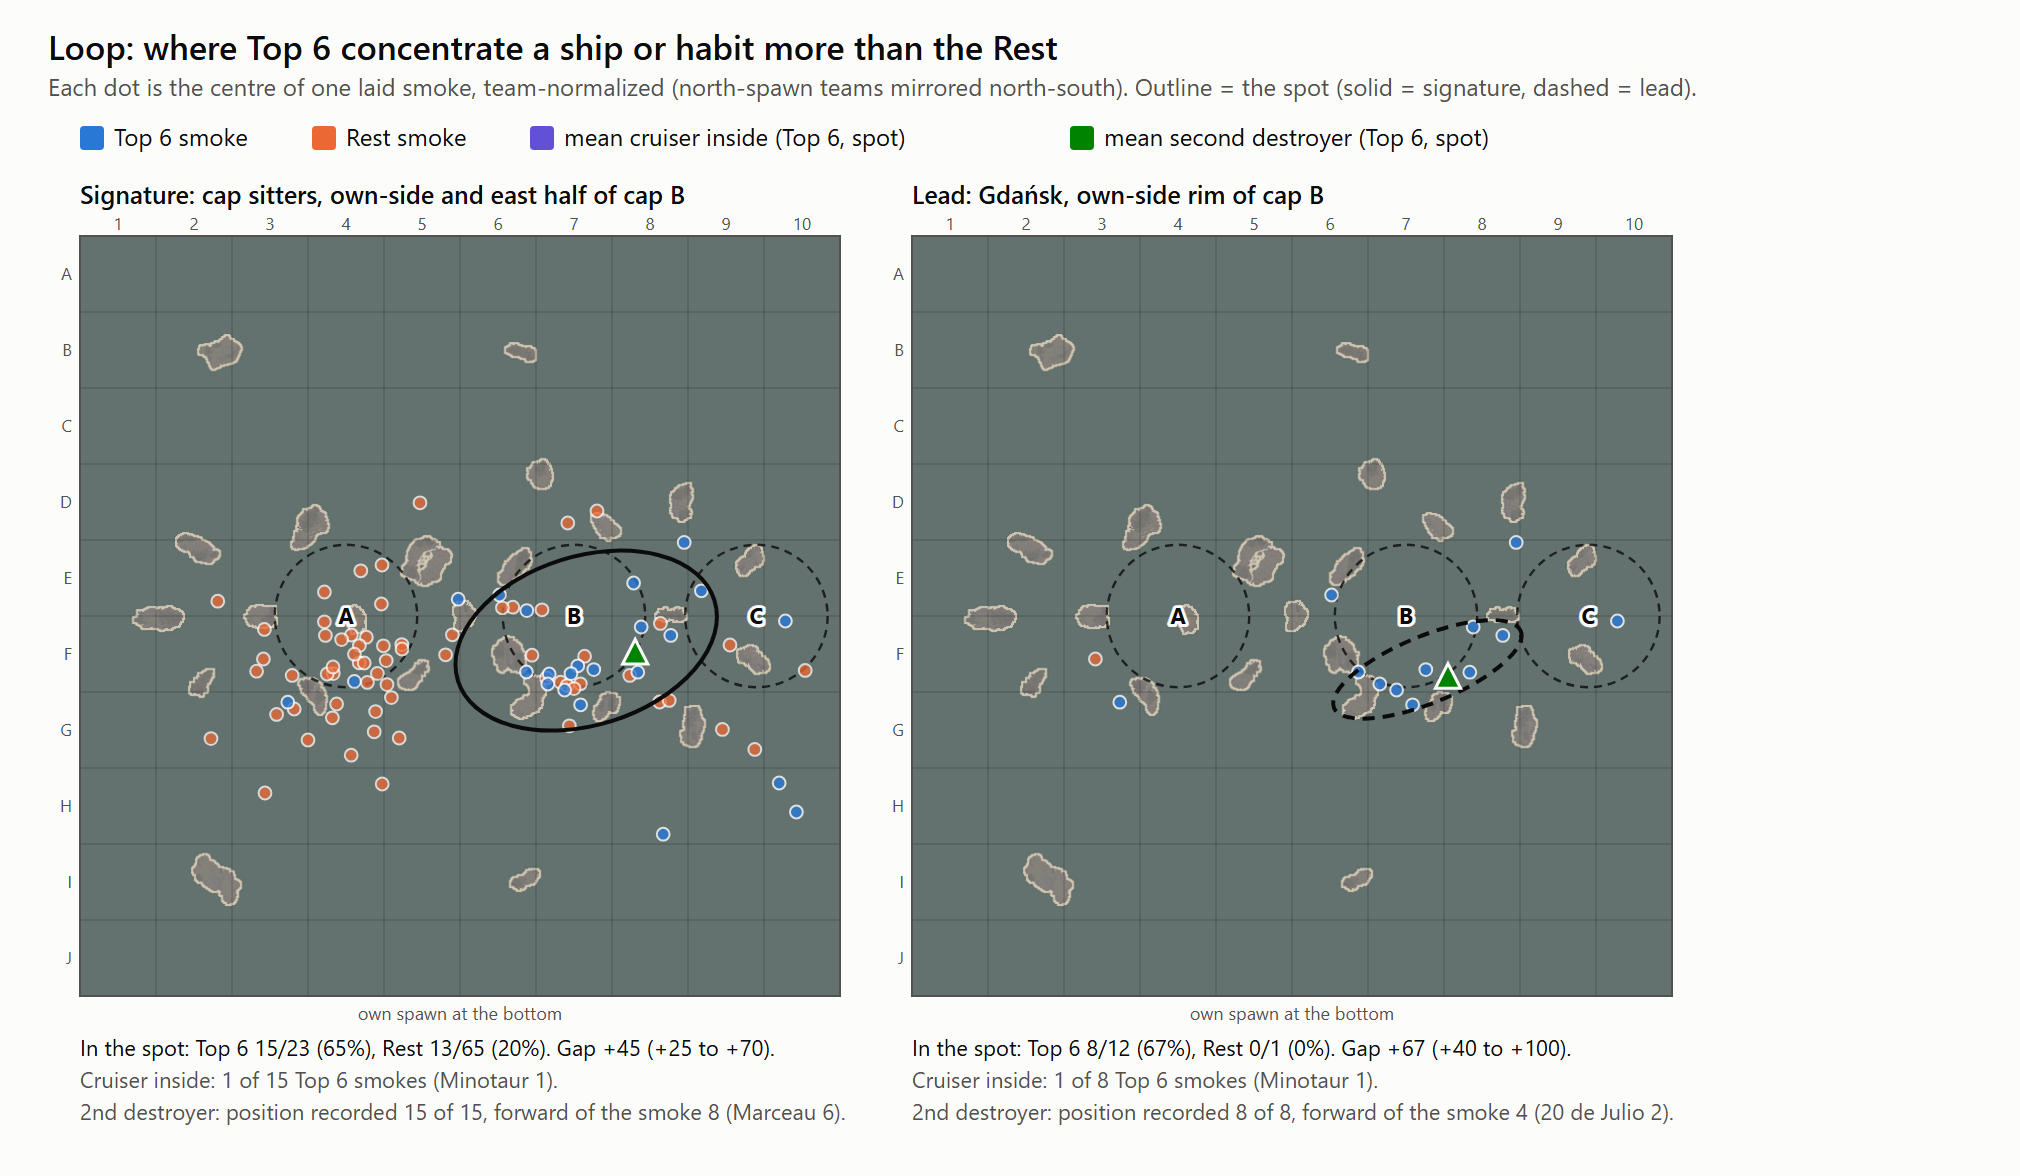 Loop: where Top 6 concentrate a ship or habit more than the Rest
Each dot is the centre of one laid smoke, team-normalized (north-spawn teams mirrored north-south). Outline = the spot (solid = signature, dashed = lead).
Top 6 smoke Rest smoke mean cruiser inside (Top 6, spot) mean second destroyer (Top 6, spot)
Signature: cap sitters, own-side and east half of cap B
1 2 3 4 5 6 7 8 9 10
A
B
C
D
E
A B C
F
G
H
I
J
own spawn at the bottom
In the spot: Top 6 15/23 (65%), Rest 13/65 (20%). Gap +45 (+25 to +70).
Cruiser inside: 1 of 15 Top 6 smokes (Minotaur 1).
2nd destroyer: position recorded 15 of 15, forward of the smoke 8 (Marceau 6).
Lead: Gdańsk, own-side rim of cap B
1 2 3 4 5 6 7 8 9 10
A
B
C
D
E
A B C
F
G
H
I
J
own spawn at the bottom
In the spot: Top 6 8/12 (67%), Rest 0/1 (0%). Gap +67 (+40 to +100).
Cruiser inside: 1 of 8 Top 6 smokes (Minotaur 1).
2nd destroyer: position recorded 8 of 8, forward of the smoke 4 (20 de Julio 2).